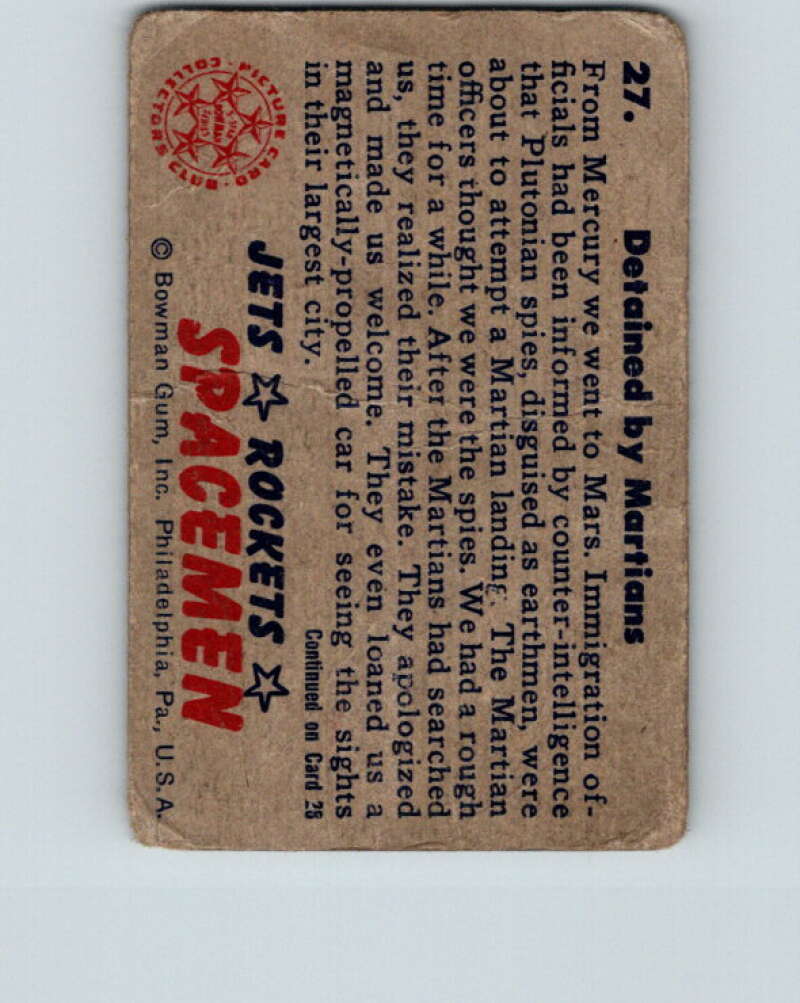 27. Detained by Martians
From Mercury we went to Mars. Immigration of-
ficials had been informed by counter-intelligence
that Plutonian spies, disguised as earthmen, were
about to attempt a Martian landing. The Martian
officers thought we were the spies. We had a rough
time for a while. After the Martians had searched
us, they realized their mistake. They apologized
and made us welcome. They even loaned us a
magnetically-propelled car for seeing the sights
in their largest city.
Continued on Card 28
JETS ☆ ROCKETS ☆
SPACEMEN
© Bowman Gum, Inc. Philadelphia, Pa., U.S.A.
PICTURE CARD
COLLECTORS